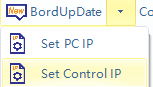 New BordUpDate Co
Set PC IP
Set Control IP